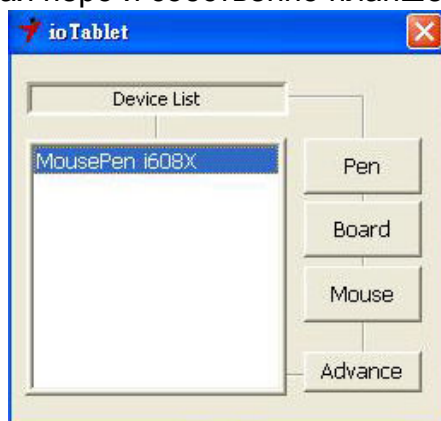 ioTablet
Device List
MousePen i608X
Pen
Board
Mouse
Advance